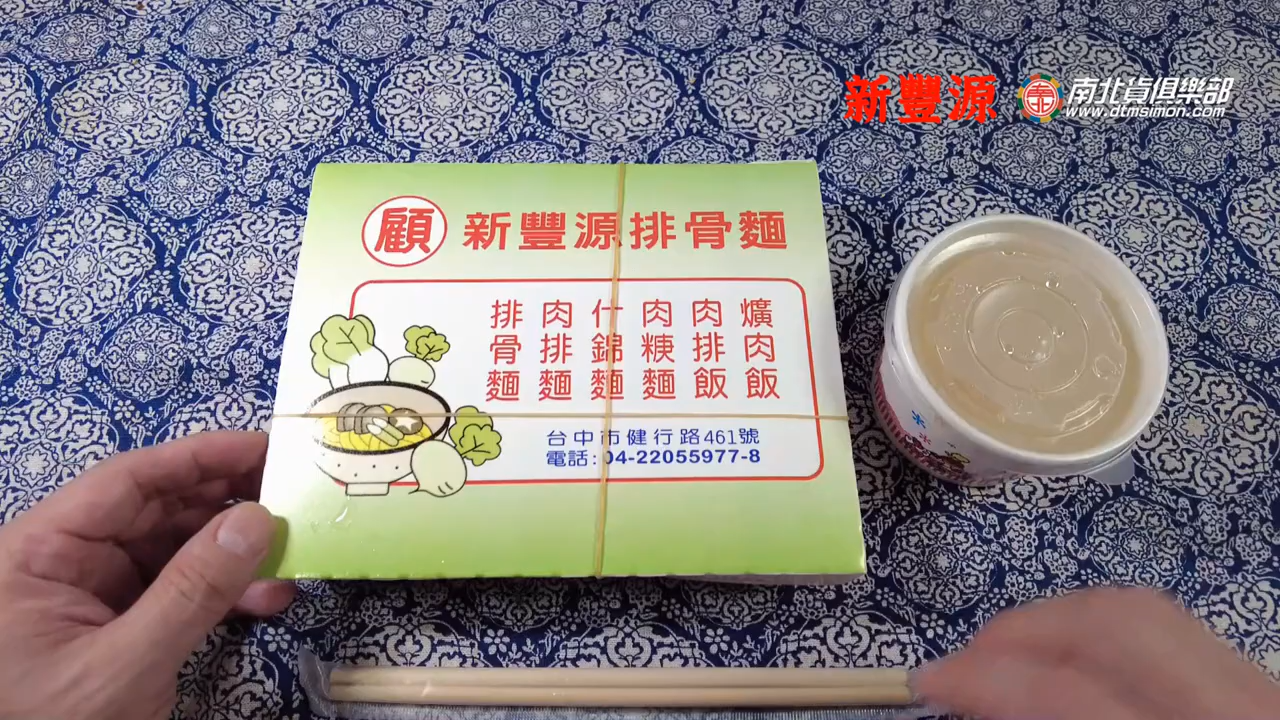 新豐源
南北貨俱樂部
www.dtmsimon.com
顧 新豐源排骨麵
排骨麵
肉排麵
什錦麵
肉焿麵
肉排飯
爌肉飯
台中市健行路461號
電話:04-22055977-8